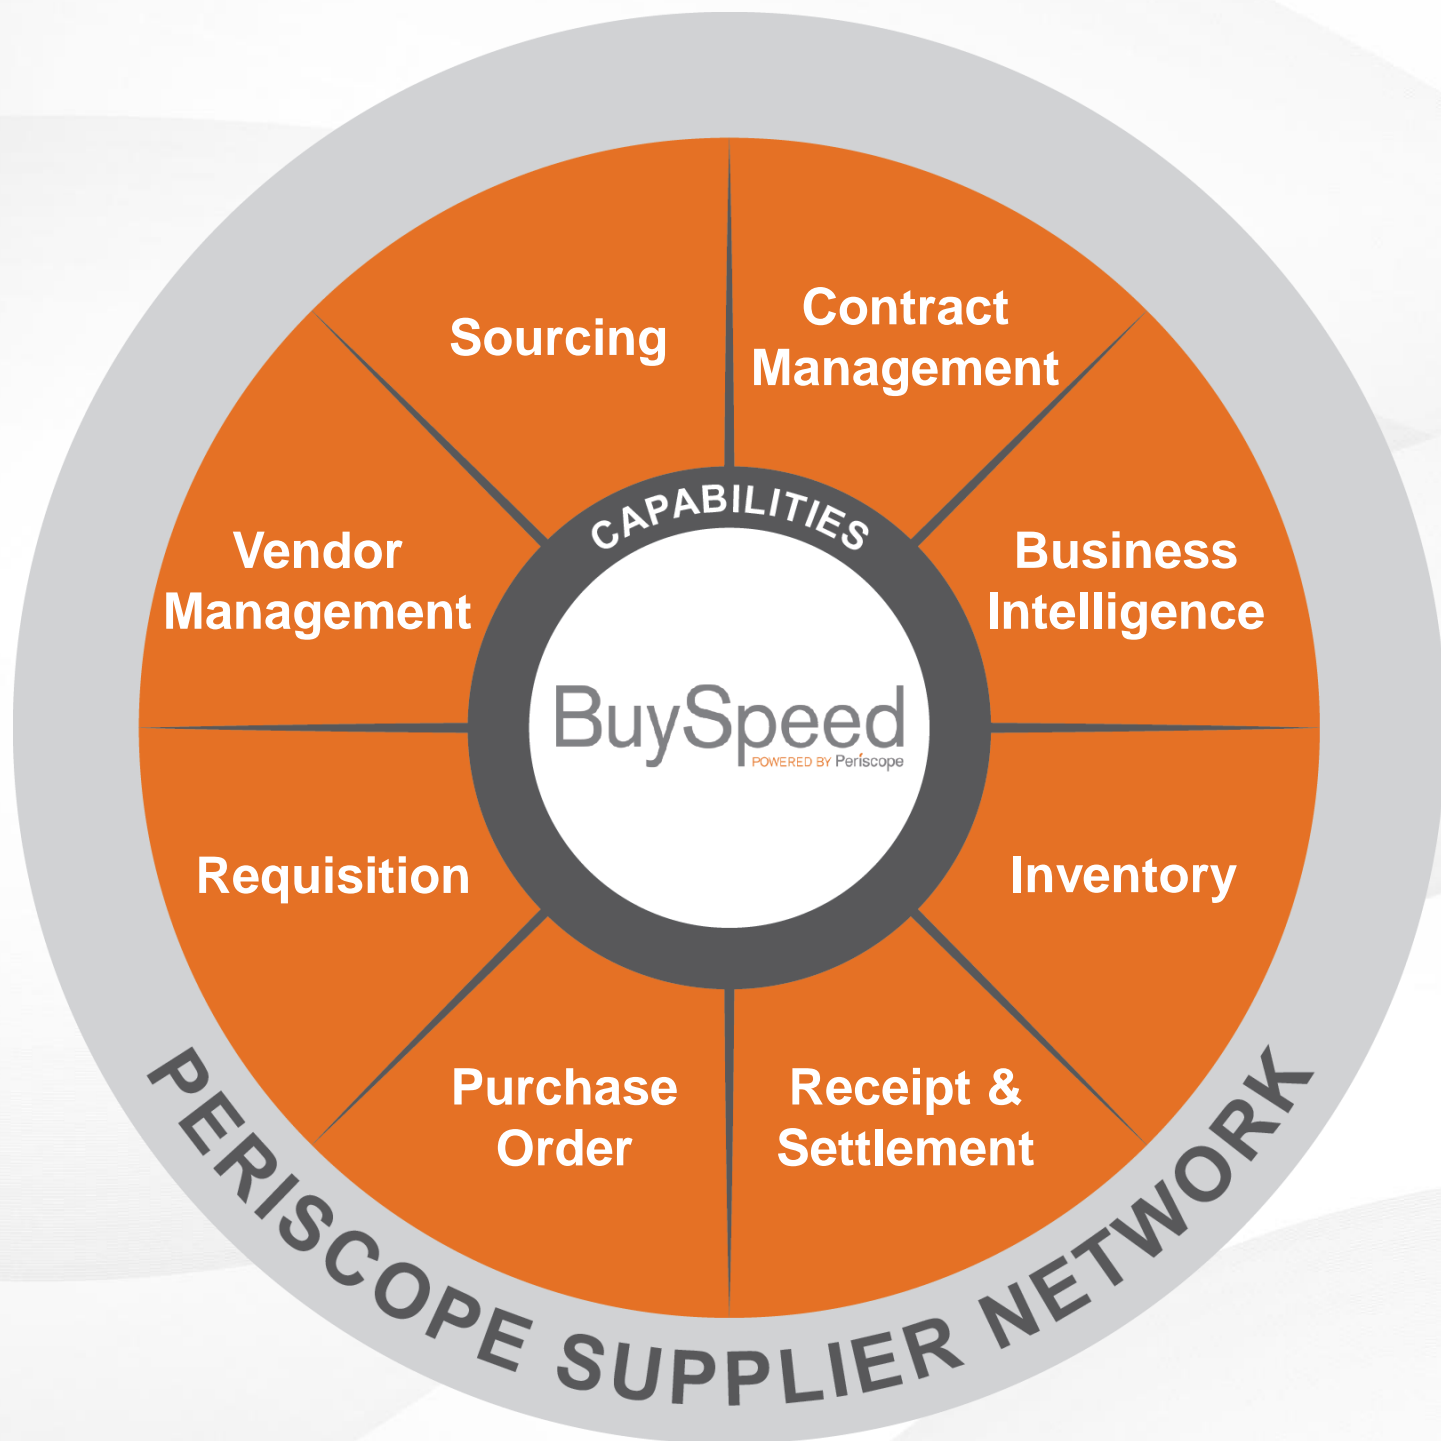 Sourcing
Contract
Management
CAPABILITIES
Vendor
Management
Business
Intelligence
BuySpeed
POWERED BY Periscope
Requisition
Inventory
Purchase
Order
Receipt &
Settlement
PERISCOPE SUPPLIER NETWORK